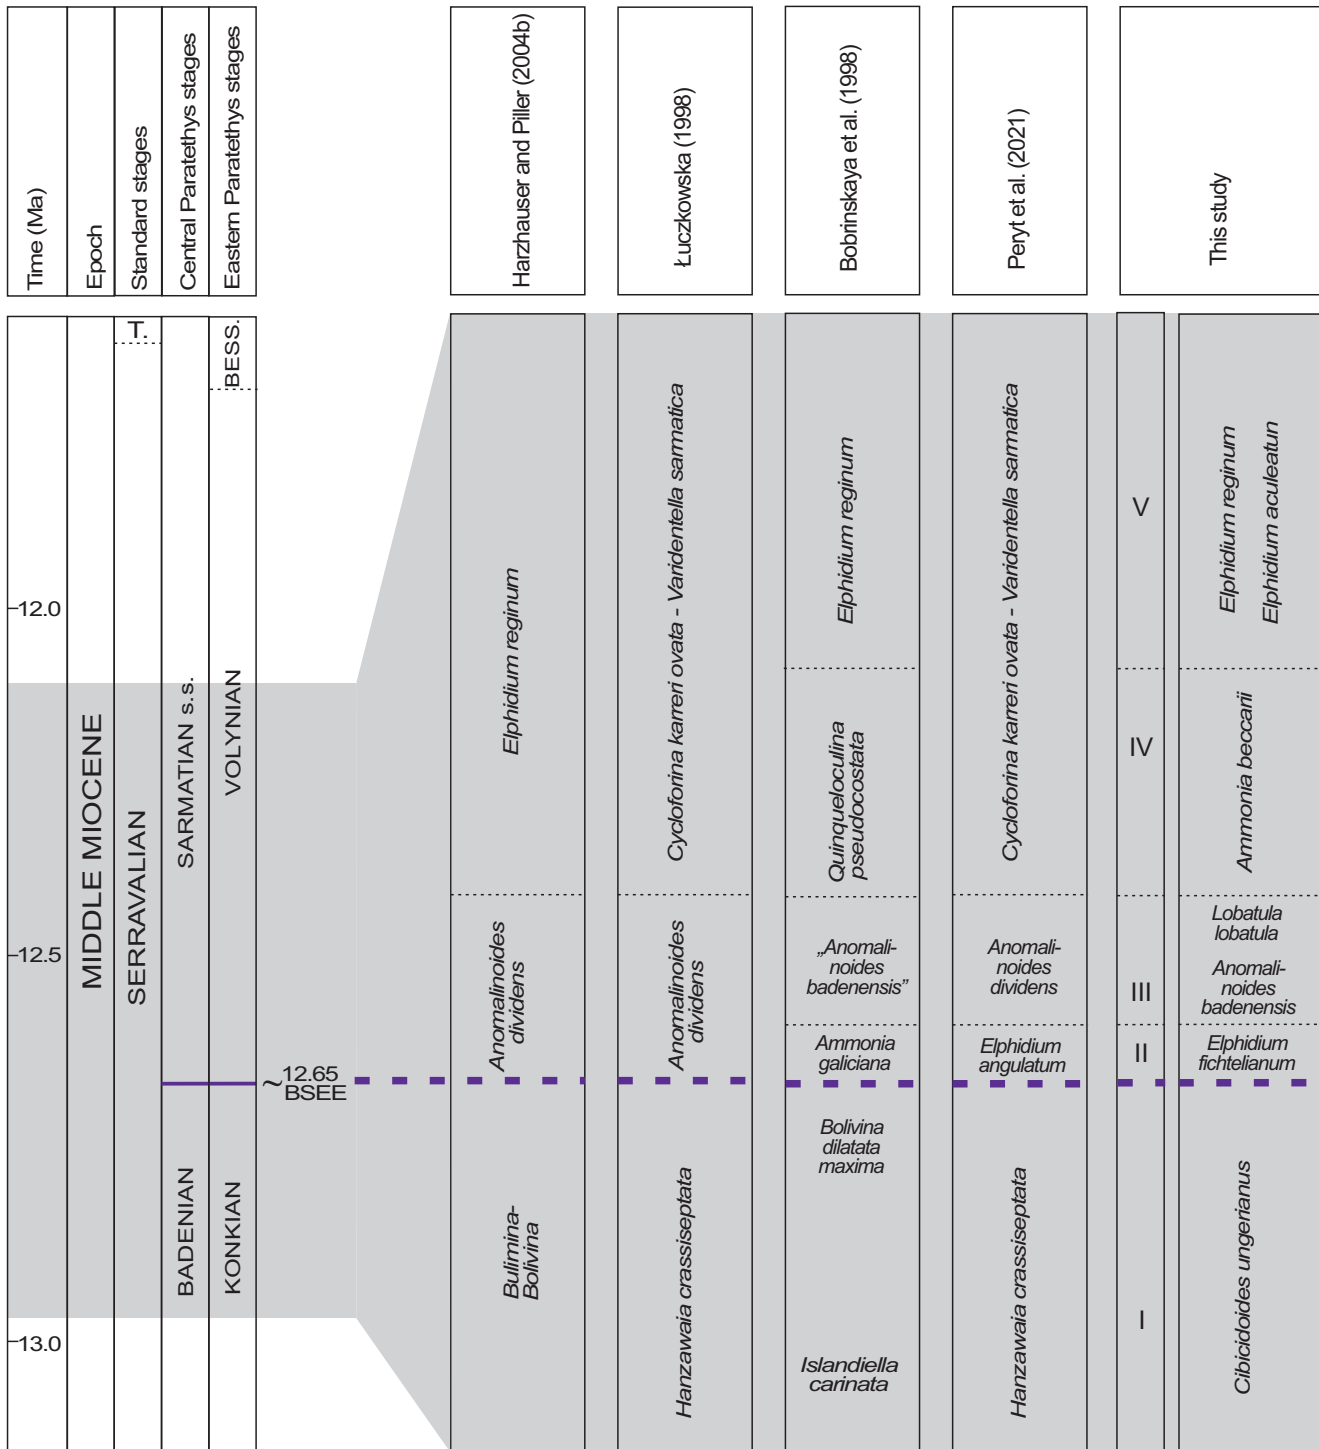 Time (Ma)
Epoch
Standard stages
Central Paratethys stages
Eastern Paratethys stages
Harzhauser and Piller (2004b)
Łuczkowska (1998)
Bobrinskaya et al. (1998)
Peryt et al. (2021)
This study
12.0
12.5
13.0
MIDDLE MIOCENE
T.
SERRAVALIAN
SARMATIAN s.s.
BADENIAN
BESS.
VOLYNIAN
KONKIAN
~12.65
BSEE
Elphidium reginum
Anomalinoides
dividens
Bulimina-
Bolivina
Cycloforina karreri ovata - Varidentella sarmatica
Anomalinoides
dividens
Hanzawaia crassiseptata
Elphidium reginum
Quinqueloculina
pseudocostata
„Anomali-
noides
badenensis”
Ammonia
galiciana
Bolivina
dilatata
maxima
Islandiella
carinata
Cycloforina karreri ovata - Varidentella sarmatica
Anomali-
noides
dividens
Elphidium
angulatum
Hanzawaia crassiseptata
V
IV
III
II
I
Elphidium reginum
Elphidium aculeatun
Ammonia beccarii
Lobatula
lobatula
Anomali-
noides
badenensis
Elphidium
fichtelianum
Cibicidoides ungerianus